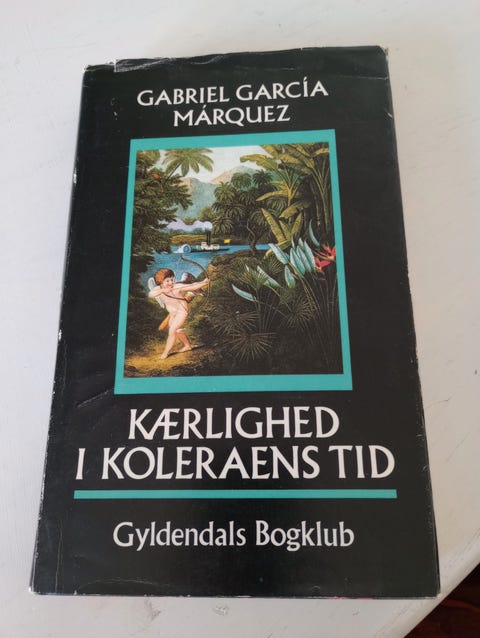 GABRIEL GARCÍA
MÁRQUEZ
KÆRLIGHED
I KOLERAENS TID
Gyldendals Bogklub